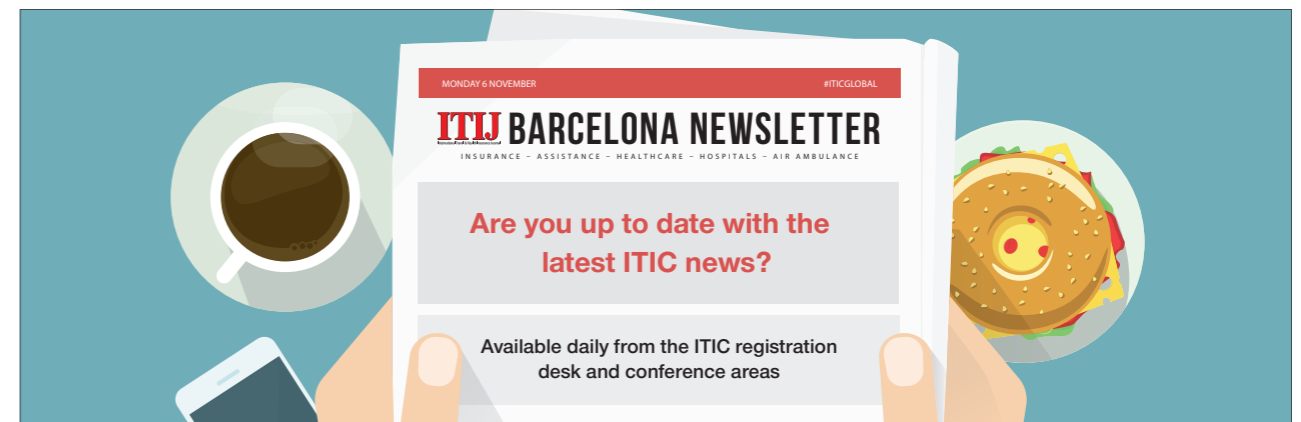 MONDAY 6 NOVEMBER #ITICGLOBAL
ITIJ BARCELONA NEWSLETTER
INSURANCE – ASSISTANCE – HEALTHCARE – HOSPITALS – AIR AMBULANCE
Are you up to date with the
latest ITIC news?
Available daily from the ITIC registration
desk and conference areas